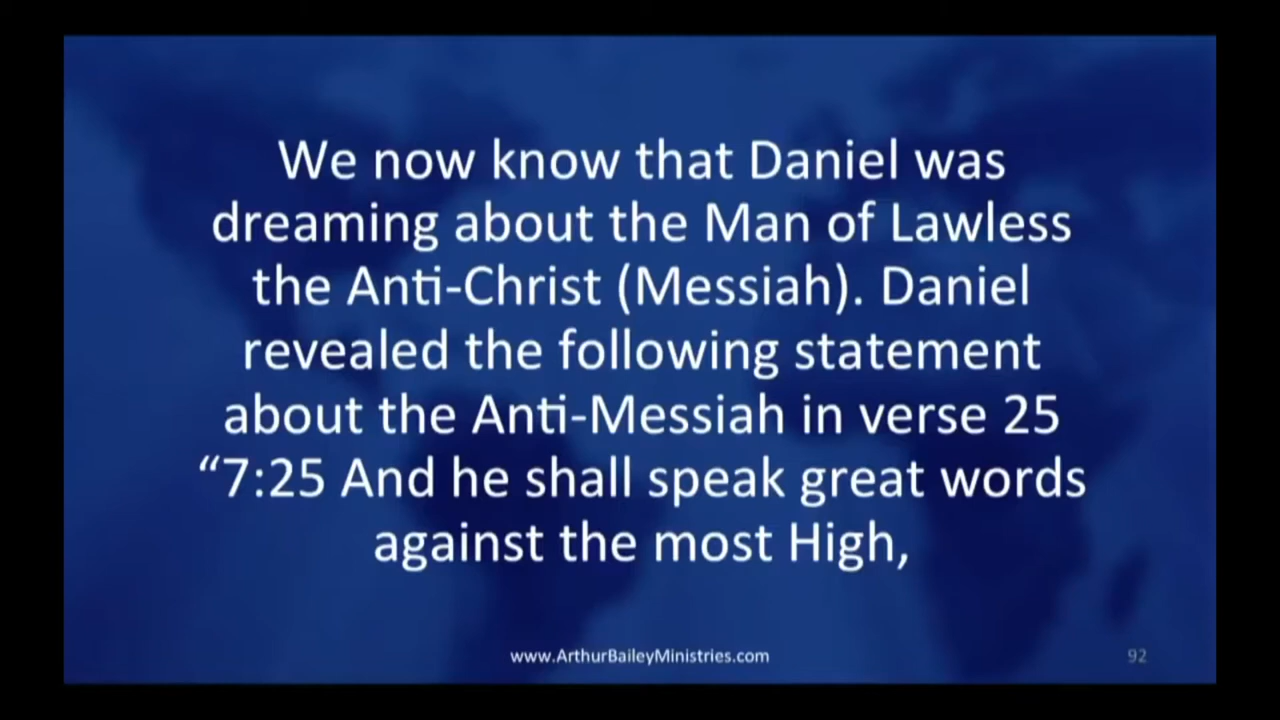 We now know that Daniel was
dreaming about the Man of Lawless
the Anti-Christ (Messiah). Daniel
revealed the following statement
about the Anti-Messiah in verse 25
“7:25 And he shall speak great words
against the most High,
www.ArthurBaileyMinistries.com
92